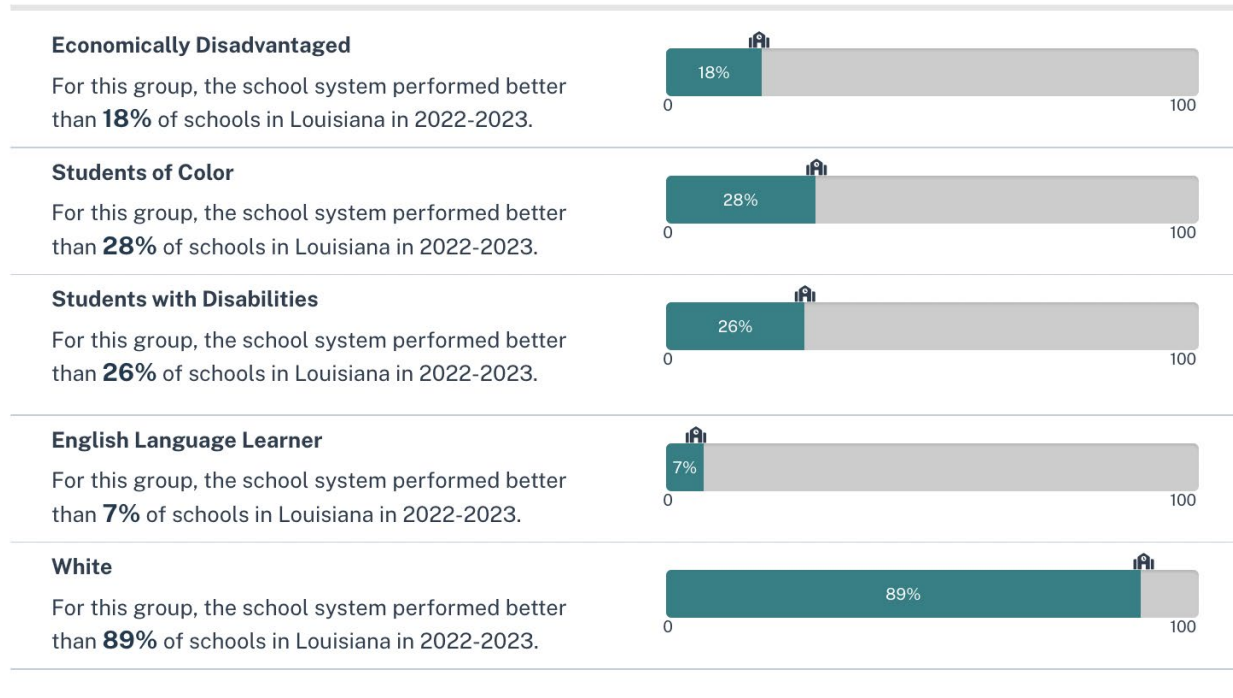 Economically Disadvantaged
For this group, the school system performed better
than 18% of schools in Louisiana in 2022-2023.
18%
0
100
Students of Color
For this group, the school system performed better
than 28% of schools in Louisiana in 2022-2023.
28%
0
100
Students with Disabilities
For this group, the school system performed better
than 26% of schools in Louisiana in 2022-2023.
26%
0
100
English Language Learner
For this group, the school system performed better
than 7% of schools in Louisiana in 2022-2023.
7%
0
100
White
For this group, the school system performed better
than 89% of schools in Louisiana in 2022-2023.
89%
0
100